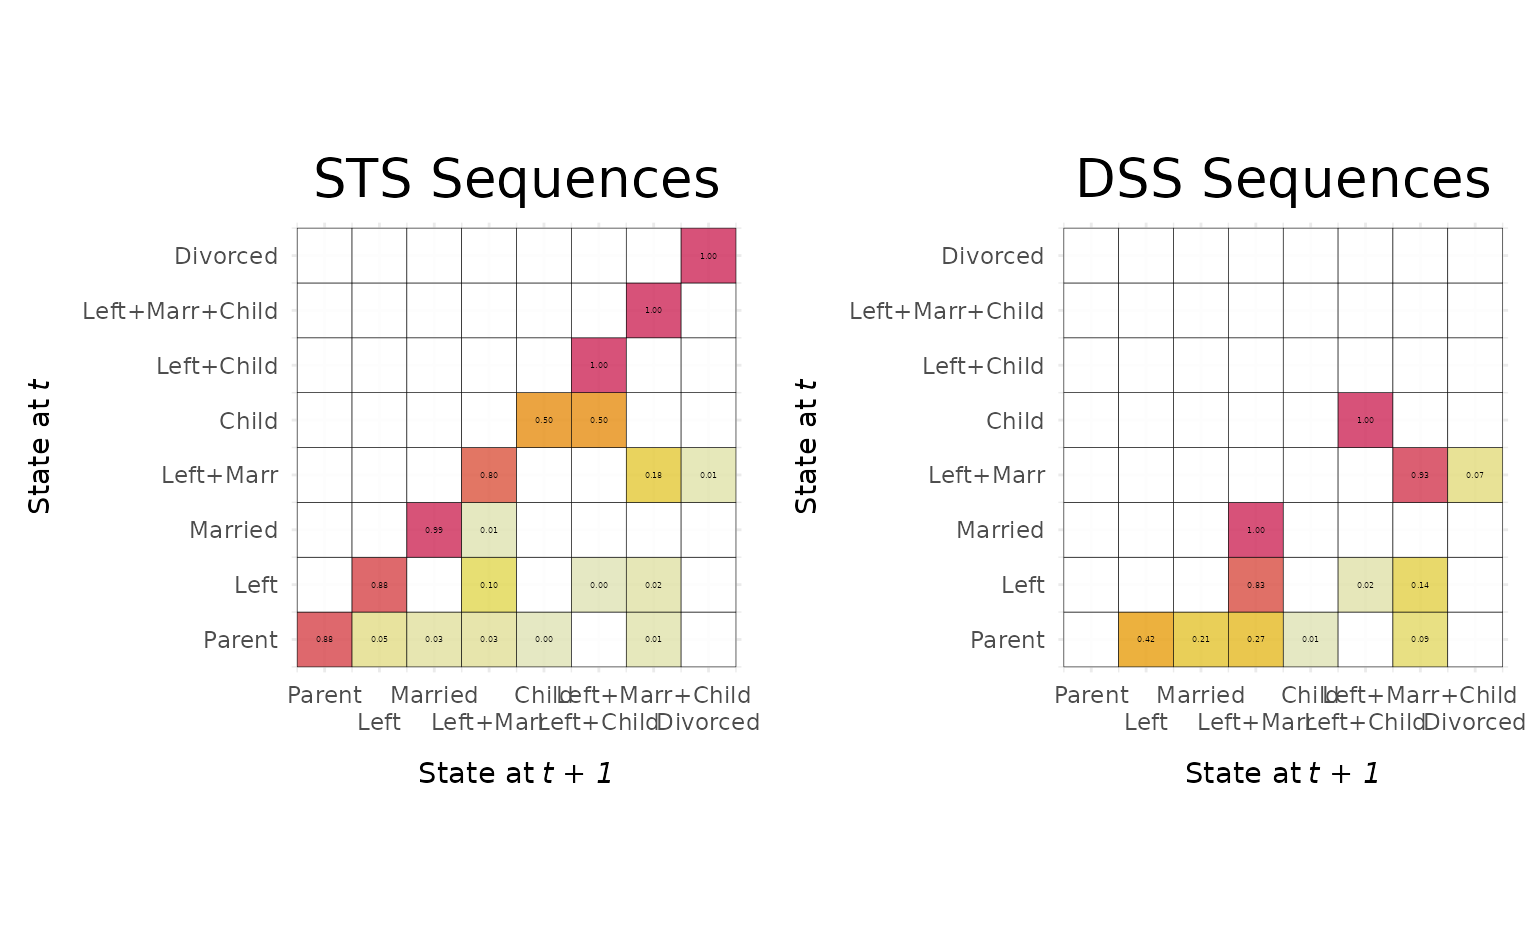 STS Sequences
Divorced 1.00
Left+Marr+Child 1.00
Left+Child 1.00
Child 0.50 0.50
Left+Marr 0.80 0.18 0.01
Married 0.99 0.01
Left 0.88 0.10 0.00 0.02
Parent 0.88 0.05 0.03 0.03 0.00 0.01
Parent Married Child Left+Marr+Child
Left Left+Marr Left+Child Divorced
State at t
State at t + 1
DSS Sequences
Divorced
Left+Marr+Child
Left+Child
Child 1.00
Left+Marr 0.93 0.07
Married 1.00
Left 0.83 0.02 0.14
Parent 0.42 0.21 0.27 0.01 0.09
Parent Married Child Left+Marr+Child
Left Left+Marr Left+Child Divorced
State at t
State at t + 1